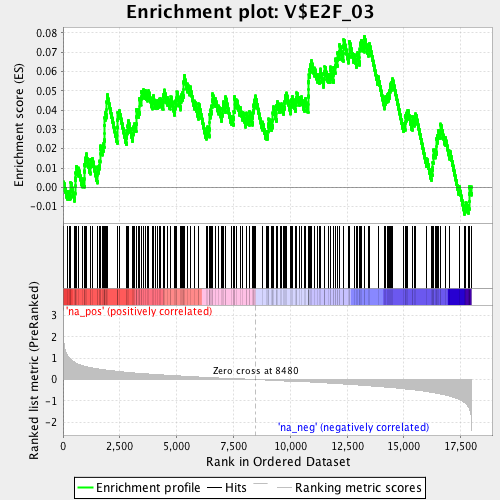 Enrichment plot: V$E2F_03
Enrichment score (ES)
0.08
0.07
0.06
0.05
0.04
0.03
0.02
0.01
0.00
-0.01
'na_pos' (positively correlated)
Ranked list metric (PreRanked)
3
2
1
0
-1
-2
Zero cross at 8480
'na_neg' (negatively correlated)
0
2,500
5,000
7,500
10,000
12,500
15,000
17,500
Rank in Ordered Dataset
Enrichment profile
Hits
Ranking metric scores